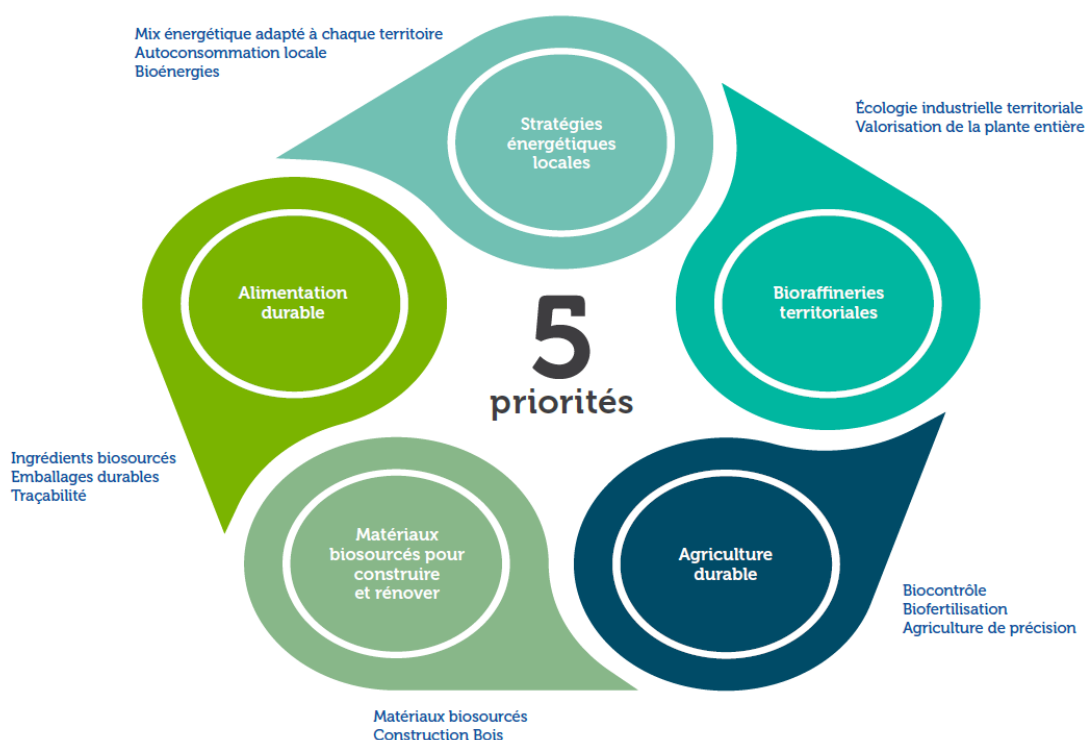 Mix énergétique adapté à chaque territoire
Autoconsommation locale
Bioénergies
Stratégies
énergétiques
locales
Écologie industrielle territoriale
Valorisation de la plante entière
Alimentation
durable
Bioraffineries
territoriales
5
priorités
Ingrédients biosourcés
Emballages durables
Traçabilité
Matériaux
biosourcés pour
construire
et rénover
Agriculture
durable
Biocontrôle
Biofertilisation
Agriculture de précision
Matériaux biosourcés
Construction Bois